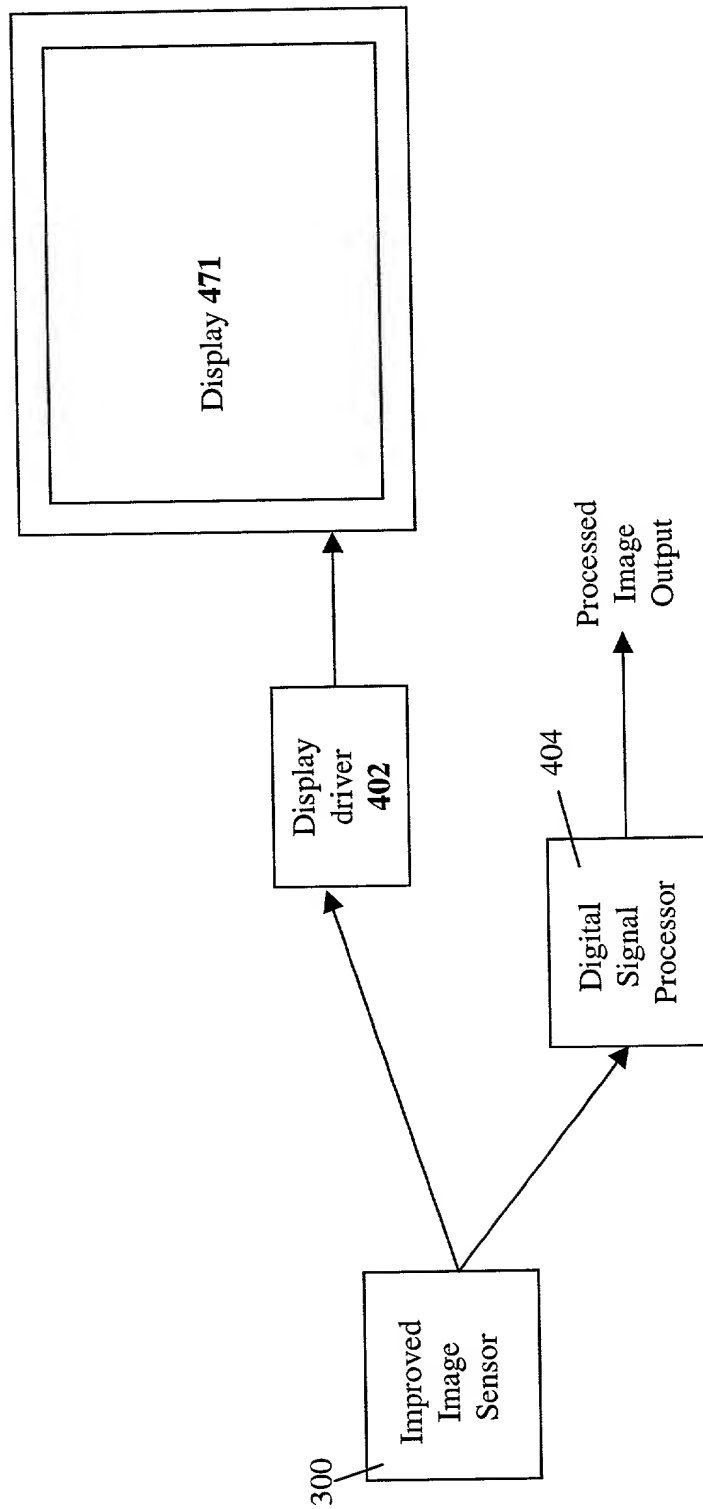 Display 471
Display
driver
402
Processed
Image
Output
404
Digital
Signal
Processor
300
Improved
Image
Sensor